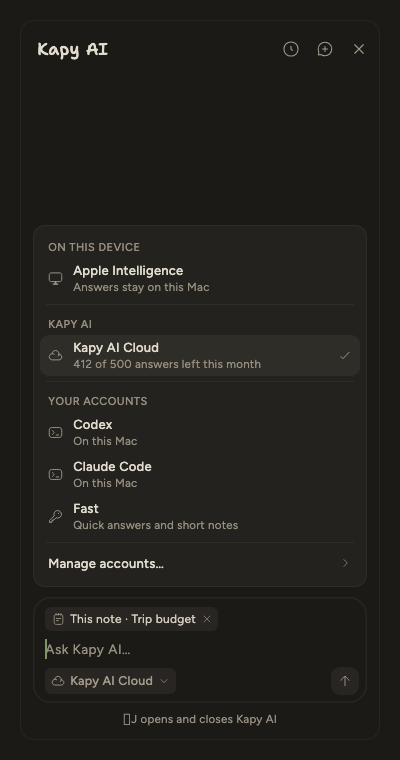 Kapy AI
ON THIS DEVICE
Apple Intelligence
Answers stay on this Mac
KAPY AI
Kapy AI Cloud
412 of 500 answers left this month
YOUR ACCOUNTS
Codex
On this Mac
Claude Code
On this Mac
Fast
Quick answers and short notes
Manage accounts...
This note · Trip budget
Ask Kapy AI...
Kapy AI Cloud
▯J opens and closes Kapy AI